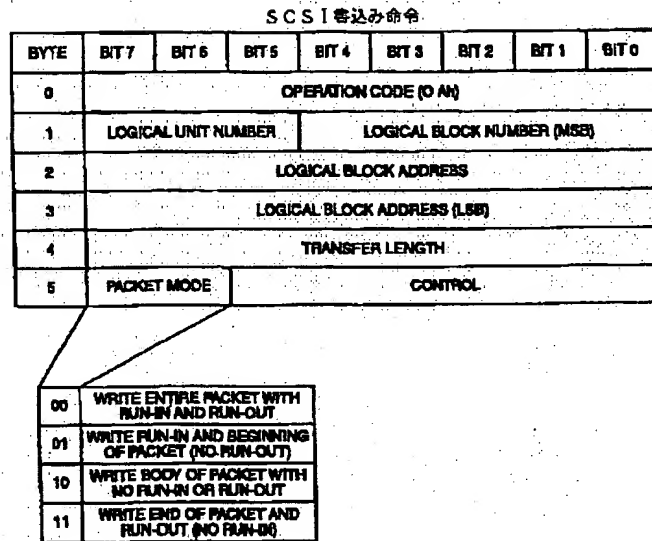 SCSI書込み命令
BYTE BIT 7 BIT 6 BIT 5 BIT 4 BIT 3 BIT 2 BIT 1 BIT 0
0 OPERATION CODE (0 Ah)
1 LOGICAL UNIT NUMBER LOGICAL BLOCK NUMBER (MSB)
2 LOGICAL BLOCK ADDRESS
3 LOGICAL BLOCK ADDRESS (LSB)
4 TRANSFER LENGTH
5 PACKET MODE CONTROL
00 WRITE ENTIRE PACKET WITH
RUN-IN AND RUN-OUT
01 WRITE RUN-IN AND BEGINNING
OF PACKET (NO RUN-OUT)
10 WRITE BODY OF PACKET WITH
NO RUN-IN OR RUN-OUT
11 WRITE END OF PACKET AND
RUN-OUT (NO RUN-IN)